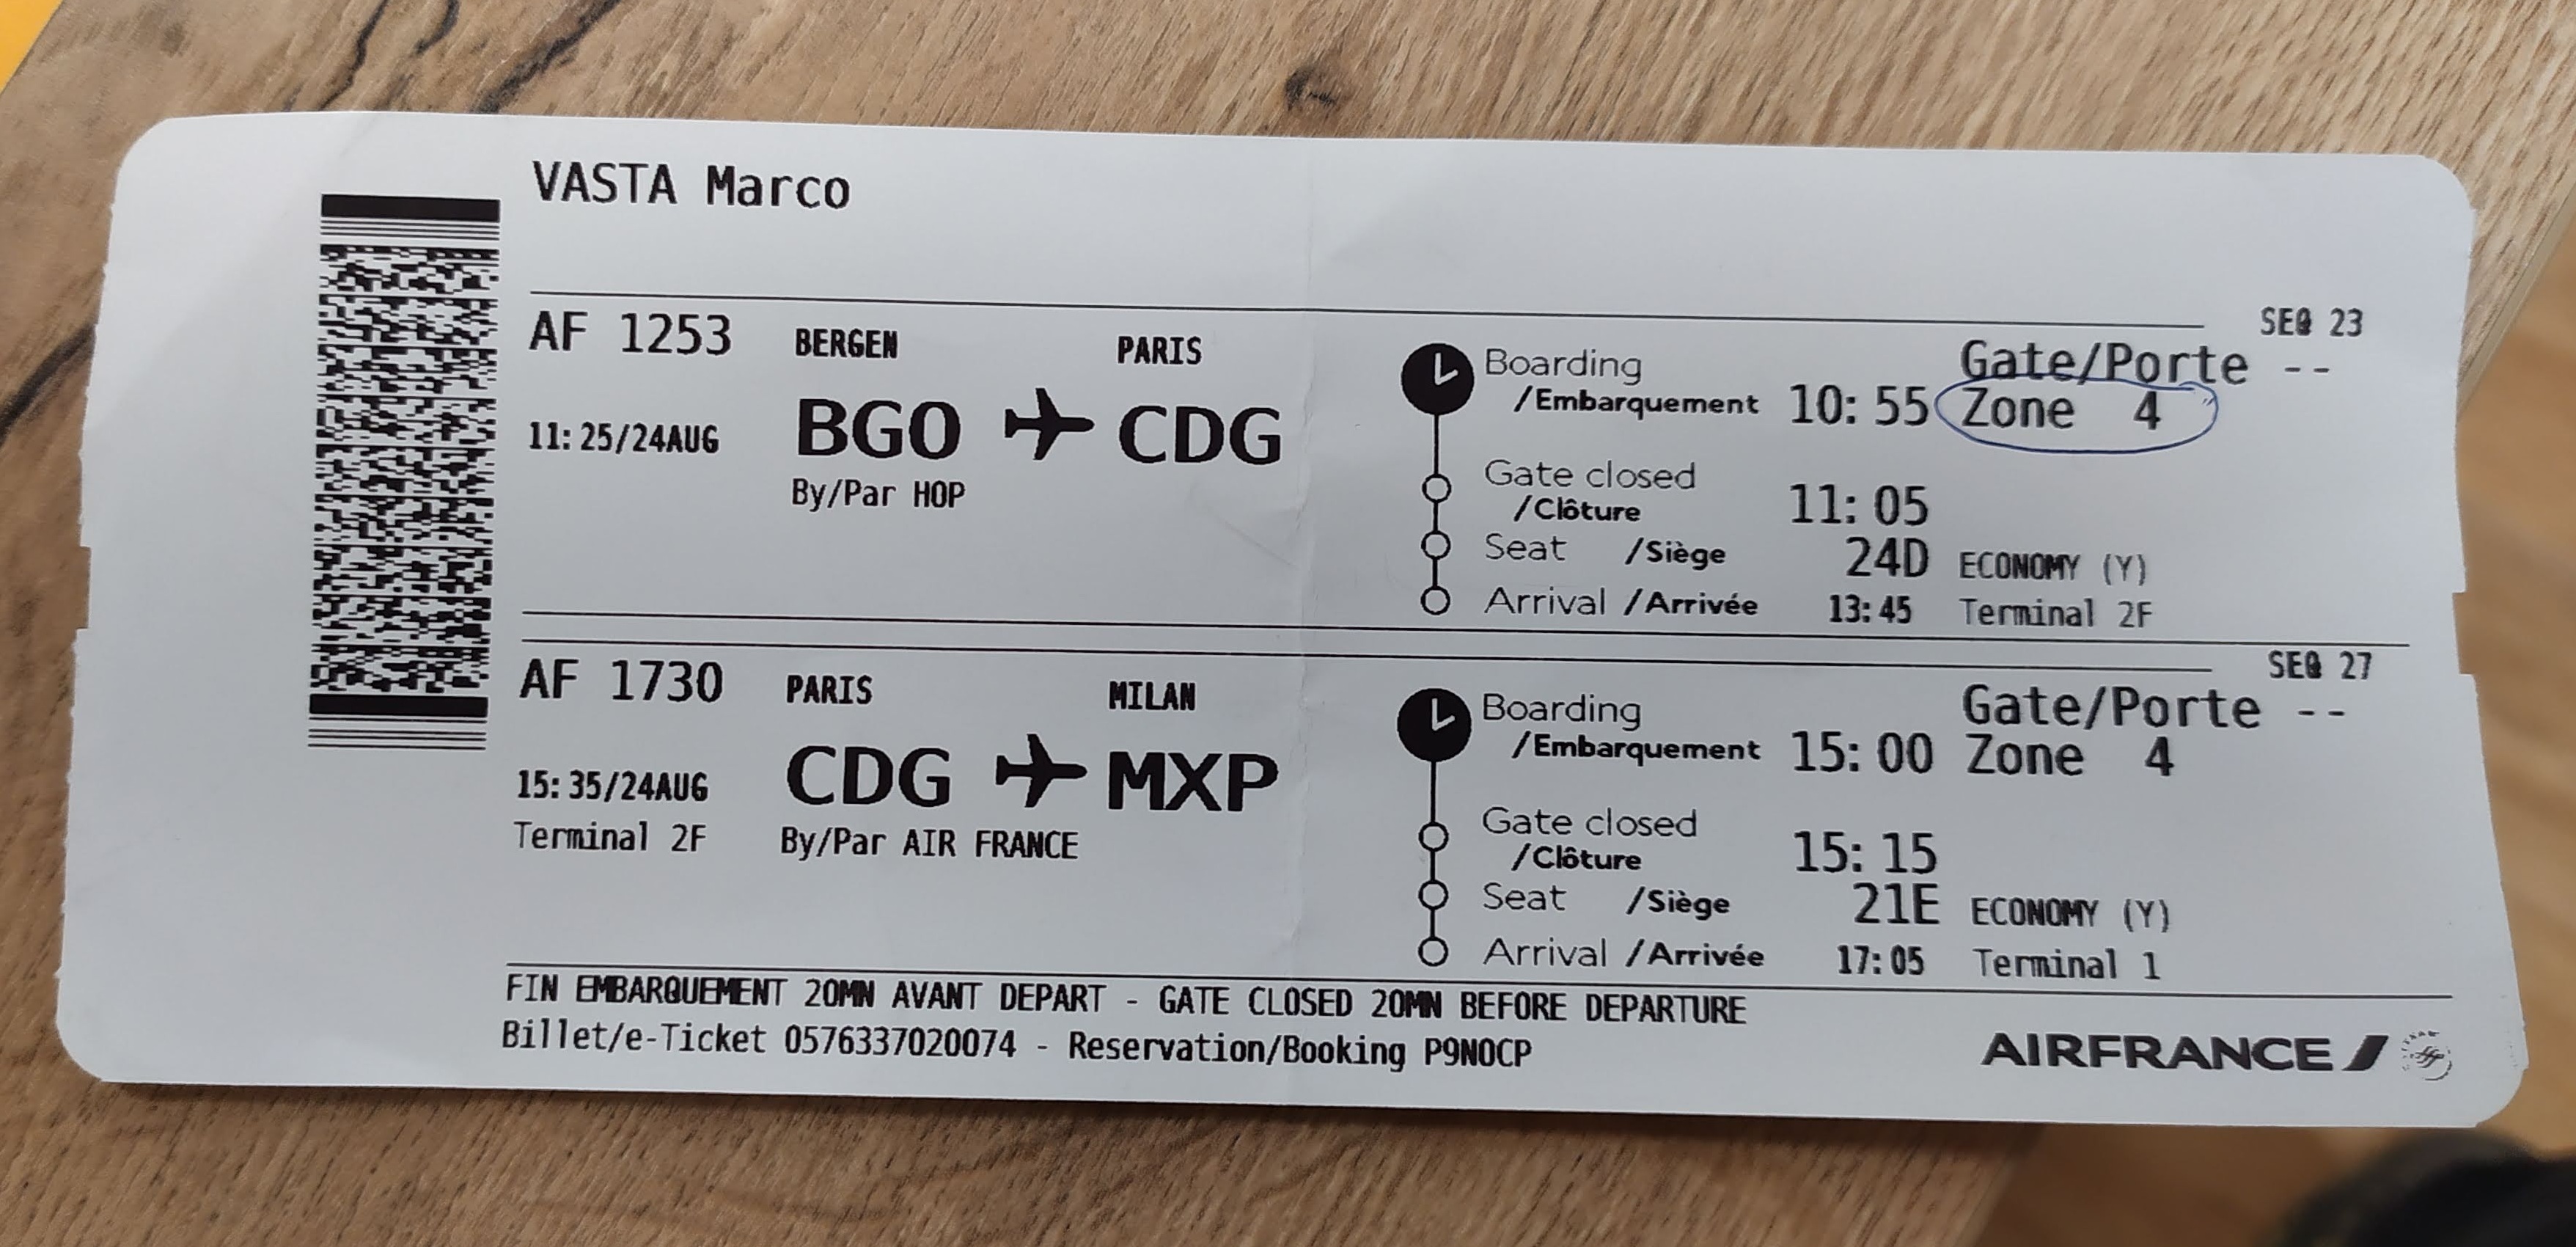 VASTA Marco
SEQ 23
AF 1253 BERGEN PARIS
Gate/Porte --
Boarding
/Embarquement 10:55 Zone 4
11:25/24AUG BGO CDG
By/Par HOP
Gate closed
/Clôture 11:05
Seat /Siège 24D ECONOMY (Y)
Arrival /Arrivée 13:45 Terminal 2F
SEQ 27
AF 1730 PARIS MILAN
Gate/Porte --
Boarding
/Embarquement 15:00 Zone 4
15:35/24AUG CDG MXP
Terminal 2F By/Par AIR FRANCE
Gate closed
/Clôture 15:15
Seat /Siège 21E ECONOMY (Y)
Arrival /Arrivée 17:05 Terminal 1
FIN EMBARQUEMENT 20MN AVANT DEPART - GATE CLOSED 20MN BEFORE DEPARTURE
Billet/e-Ticket 0576337020074 - Reservation/Booking P9NOCP
AIRFRANCE